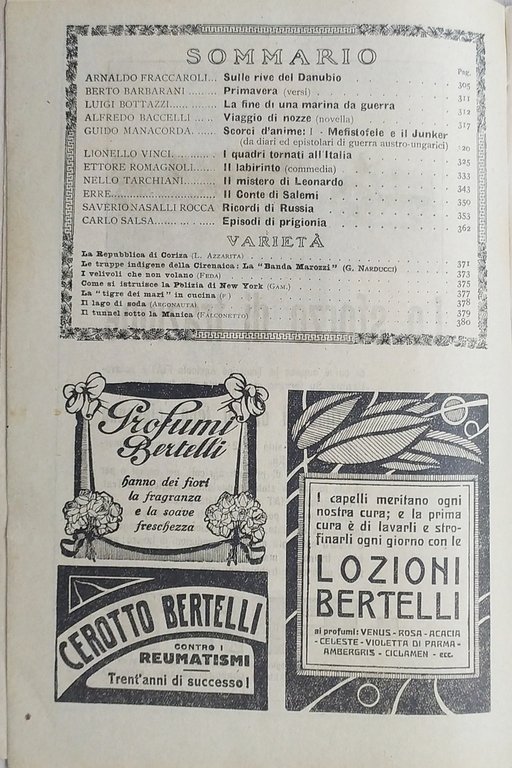 SOMMARIO
Pag.
ARNALDO FRACCAROLI... Sulle rive del Danubio 305
BERTO BARBARANI ......... Primavera (versi) 311
LUIGI BOTTAZZI............ La fine di una marina da guerra 312
ALFREDO BACCELLI ...... Viaggio di nozze (novella) 317
GUIDO MANACORDA...... Scorci d'anime: I - Mefistofele e il Junker
(da diari ed epistolari di guerra austro-ungarici) 320
LIONELLO VINCI............ I quadri tornati all'Italia 325
ETTORE ROMAGNOLI...... Il labirinto (commedia) 333
NELLO TARCHIANI......... Il mistero di Leonardo 343
ERRE......................... Il Conte di Salemi 350
SAVERIO NASALLI ROCCA Ricordi di Russia 353
CARLO SALSA............... Episodi di prigionia 362
VARIETÀ
La Repubblica di Coriza (L. AZZARITA) 371
Le truppe indigene della Cirenaica: La "Banda Marozzi" (G. NARDUCCI) 373
I velivoli che non volano (FEDA) 375
Come si istruisce la Polizia di New York (GAM.) 376
La "tigre dei mari" in cucina (F) 377
Il lago di soda (ARGONAUTA) 378
Il tunnel sotto la Manica (FALCONETTO) 380
Profumi
Bertelli
hanno dei fiori
la fragranza
e la soave
freschezza
CEROTTO BERTELLI
CONTRO I
REUMATISMI
Trent'anni di successo!
I capelli meritano ogni
nostra cura; e la prima
cura è di lavarli e stro-
finarli ogni giorno con le
LOZIONI
BERTELLI
ai profumi: VENUS - ROSA - ACACIA
- CELESTE - VIOLETTA DI PARMA -
AMBERGRIS - CICLAMEN - ecc.